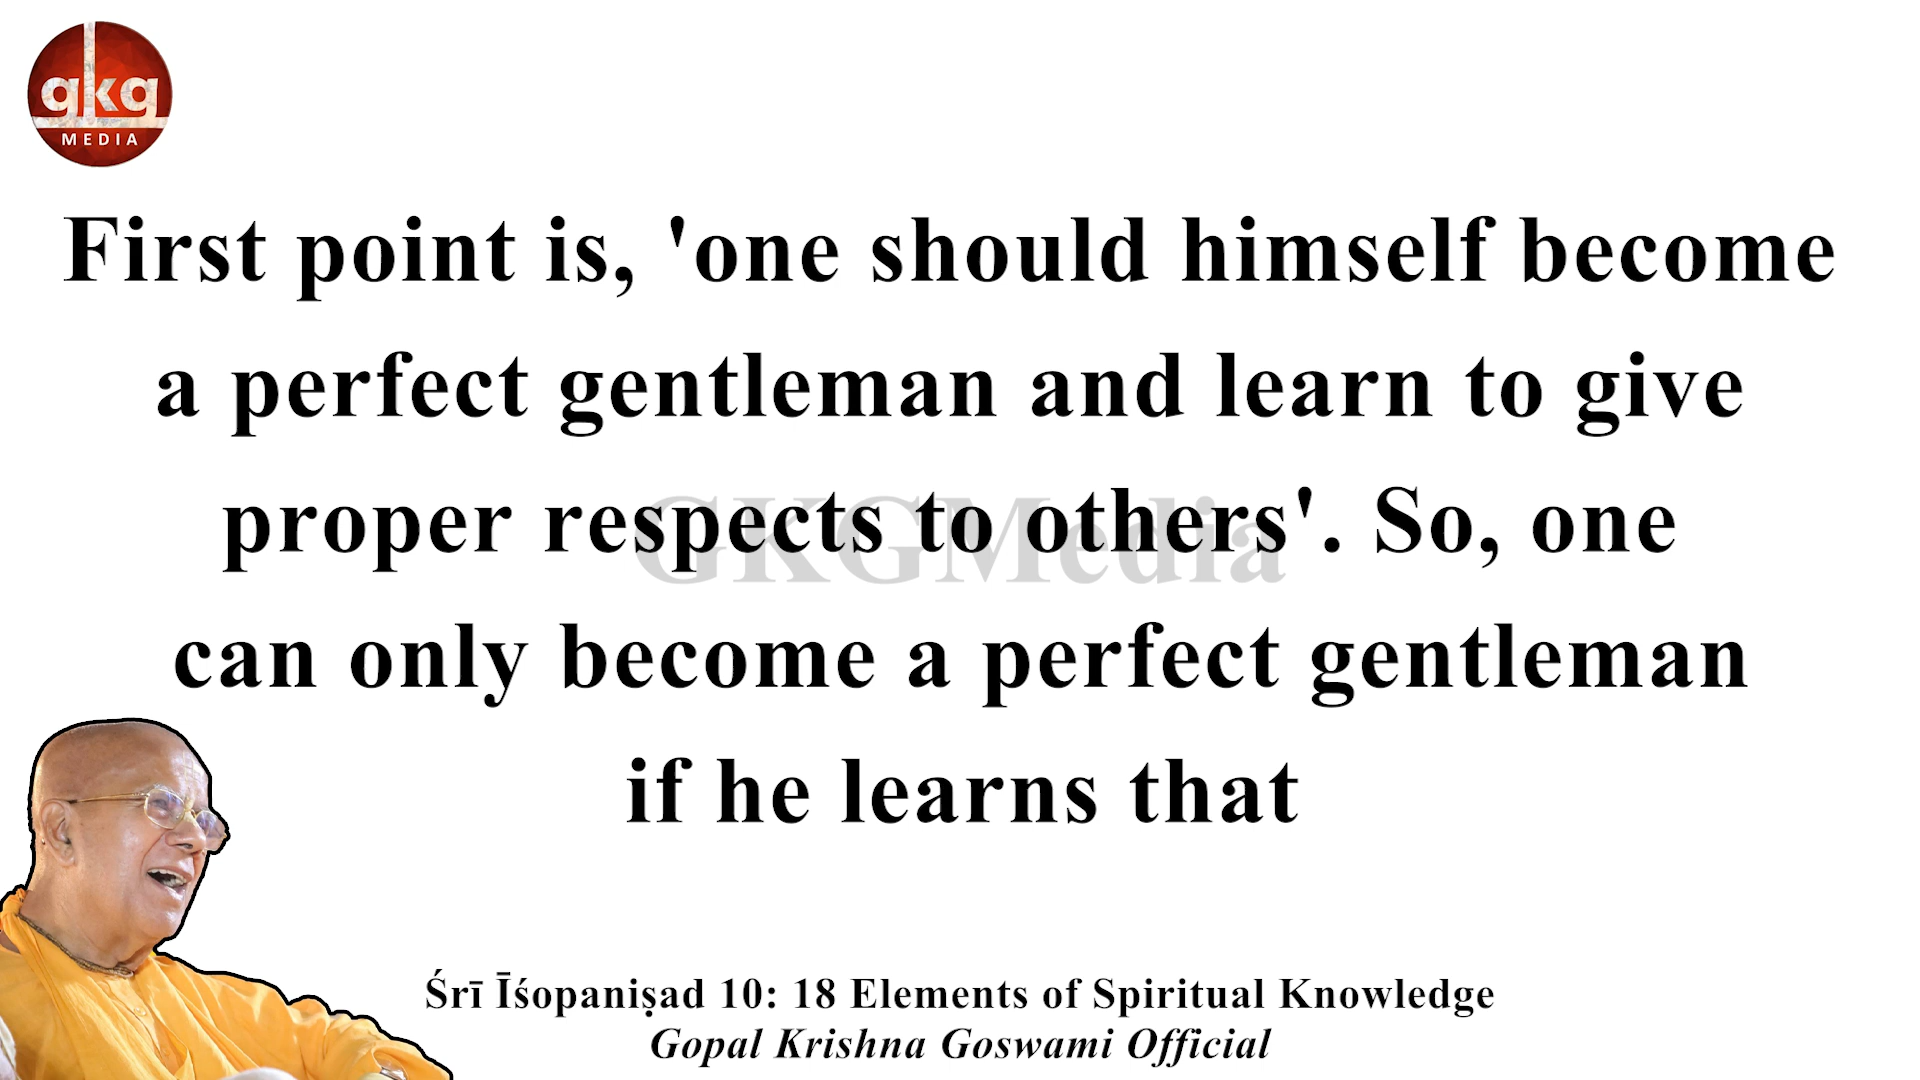 gkg
MEDIA
First point is, 'one should himself become
a perfect gentleman and learn to give
proper respects to others'. So, one
can only become a perfect gentleman
if he learns that
GKGMedia
Śrī Īśopaniṣad 10: 18 Elements of Spiritual Knowledge
Gopal Krishna Goswami Official